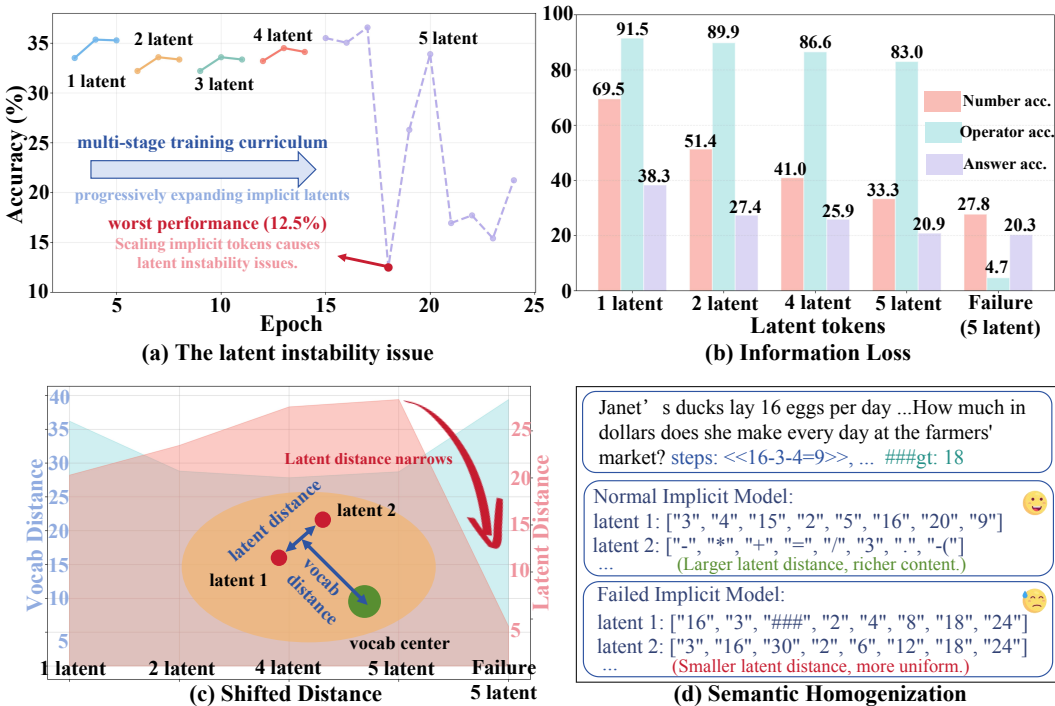 35
30
25
20
15
10
Accuracy (%)
1 latent
2 latent
3 latent
4 latent
5 latent
multi-stage training curriculum
progressively expanding implicit latents
worst performance (12.5%)
Scaling implicit tokens causes
latent instability issues.
5
10
15
20
25
Epoch
(a) The latent instability issue
100
80
60
40
20
0
69.5
91.5
38.3
51.4
89.9
27.4
41.0
86.6
25.9
33.3
83.0
20.9
27.8
4.7
20.3
Number acc.
Operator acc.
Answer acc.
1 latent
2 latent
4 latent
5 latent
Failure
(5 latent)
Latent tokens
(b) Information Loss
40
35
30
25
20
15
10
5
Vocab Distance
25
20
15
10
5
Latent Distance
Latent distance narrows
latent distance
latent 2
latent 1
vocab
distance
vocab center
1 latent
2 latent
4 latent
5 latent
Failure
5 latent
(c) Shifted Distance
Janet’ s ducks lay 16 eggs per day ...How much in
dollars does she make every day at the farmers'
market? steps: <<16-3-4=9>>, ... ###gt: 18
Normal Implicit Model:
latent 1: ["3", "4", "15", "2", "5", "16", "20", "9"]
latent 2: ["-", "*", "+", "=", "/", "3", ".", "-("]
... (Larger latent distance, richer content.)
Failed Implicit Model:
latent 1: ["16", "3", "###", "2", "4", "8", "18", "24"]
latent 2: ["3", "16", "30", "2", "6", "12", "18", "24"]
... (Smaller latent distance, more uniform.)
(d) Semantic Homogenization